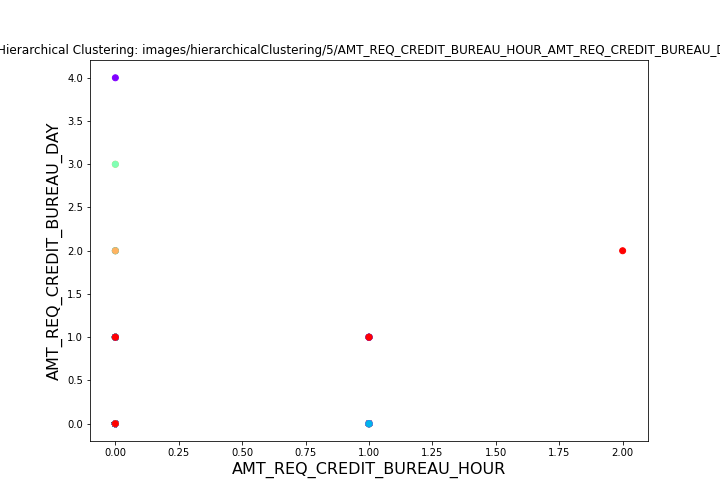 Hierarchical Clustering: images/hierarchicalClustering/5/AMT_REQ_CREDIT_BUREAU_HOUR_AMT_REQ_CREDIT_BUREAU_D
4.0
3.5
3.0
2.5
2.0
1.5
1.0
0.5
0.0
AMT_REQ_CREDIT_BUREAU_DAY
0.00 0.25 0.50 0.75 1.00 1.25 1.50 1.75 2.00
AMT_REQ_CREDIT_BUREAU_HOUR